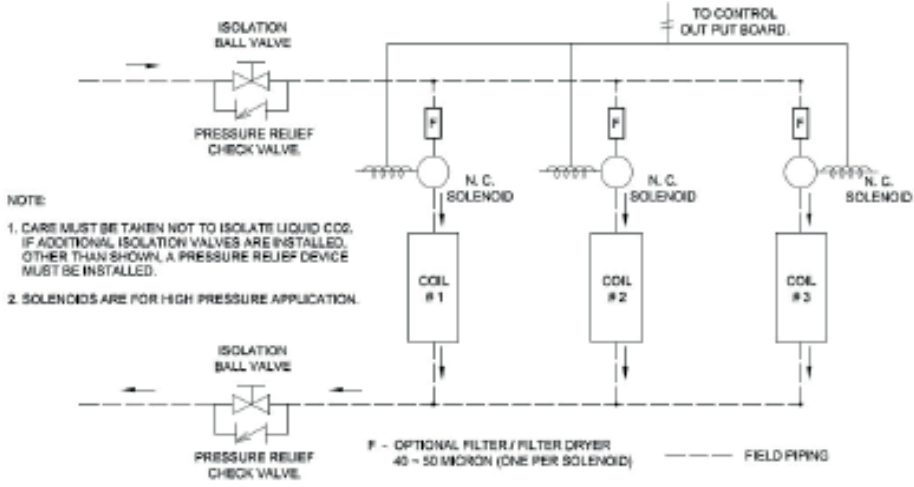 ISOLATION
BALL VALVE
TO CONTROL
OUT PUT BOARD.
PRESSURE RELIEF
CHECK VALVE.
F
F
F
N. C.
SOLENOID
N. C.
SOLENOID
N. C.
SOLENOID
NOTE:
1. CARE MUST BE TAKEN NOT TO ISOLATE LIQUID CO2.
IF ADDITIONAL ISOLATION VALVES ARE INSTALLED,
OTHER THAN SHOWN, A PRESSURE RELIEF DEVICE
MUST BE INSTALLED.
2. SOLENOIDS ARE FOR HIGH PRESSURE APPLICATION.
COIL
# 1
COIL
# 2
COIL
# 3
ISOLATION
BALL VALVE
PRESSURE RELIEF
CHECK VALVE.
F - OPTIONAL FILTER / FILTER DRYER
40 ~ 50 MICRON (ONE PER SOLENOID)
FIELD PIPING